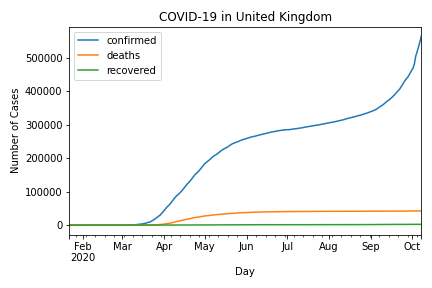 COVID-19 in United Kingdom
confirmed
deaths
recovered
Number of Cases
500000
400000
300000
200000
100000
0
Feb Mar Apr May Jun Jul Aug Sep Oct
2020
Day